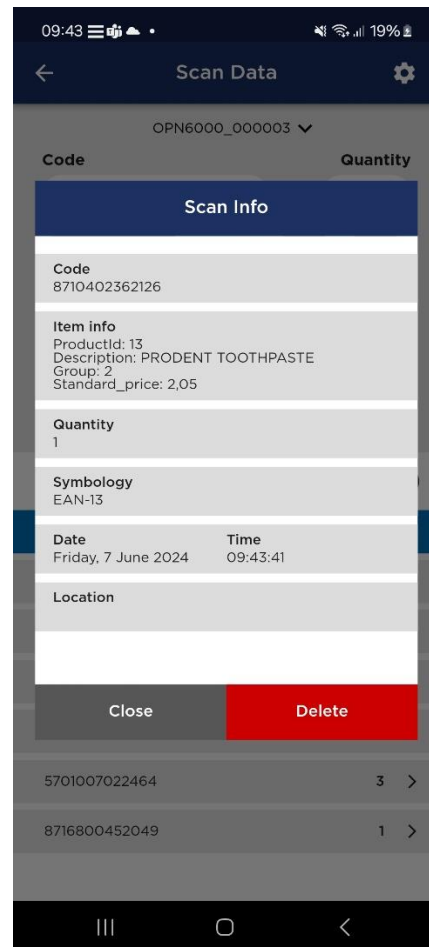 09:43
19%
Scan Data
OPN6000_000003
Code Quantity
Scan Info
Code
8710402362126
Item info
ProductId: 13
Description: PRODENT TOOTHPASTE
Group: 2
Standard_price: 2,05
Quantity
1
Symbology
EAN-13
Date Time
Friday, 7 June 2024 09:43:41
Location
Close Delete
5701007022464 3
8716800452049 1